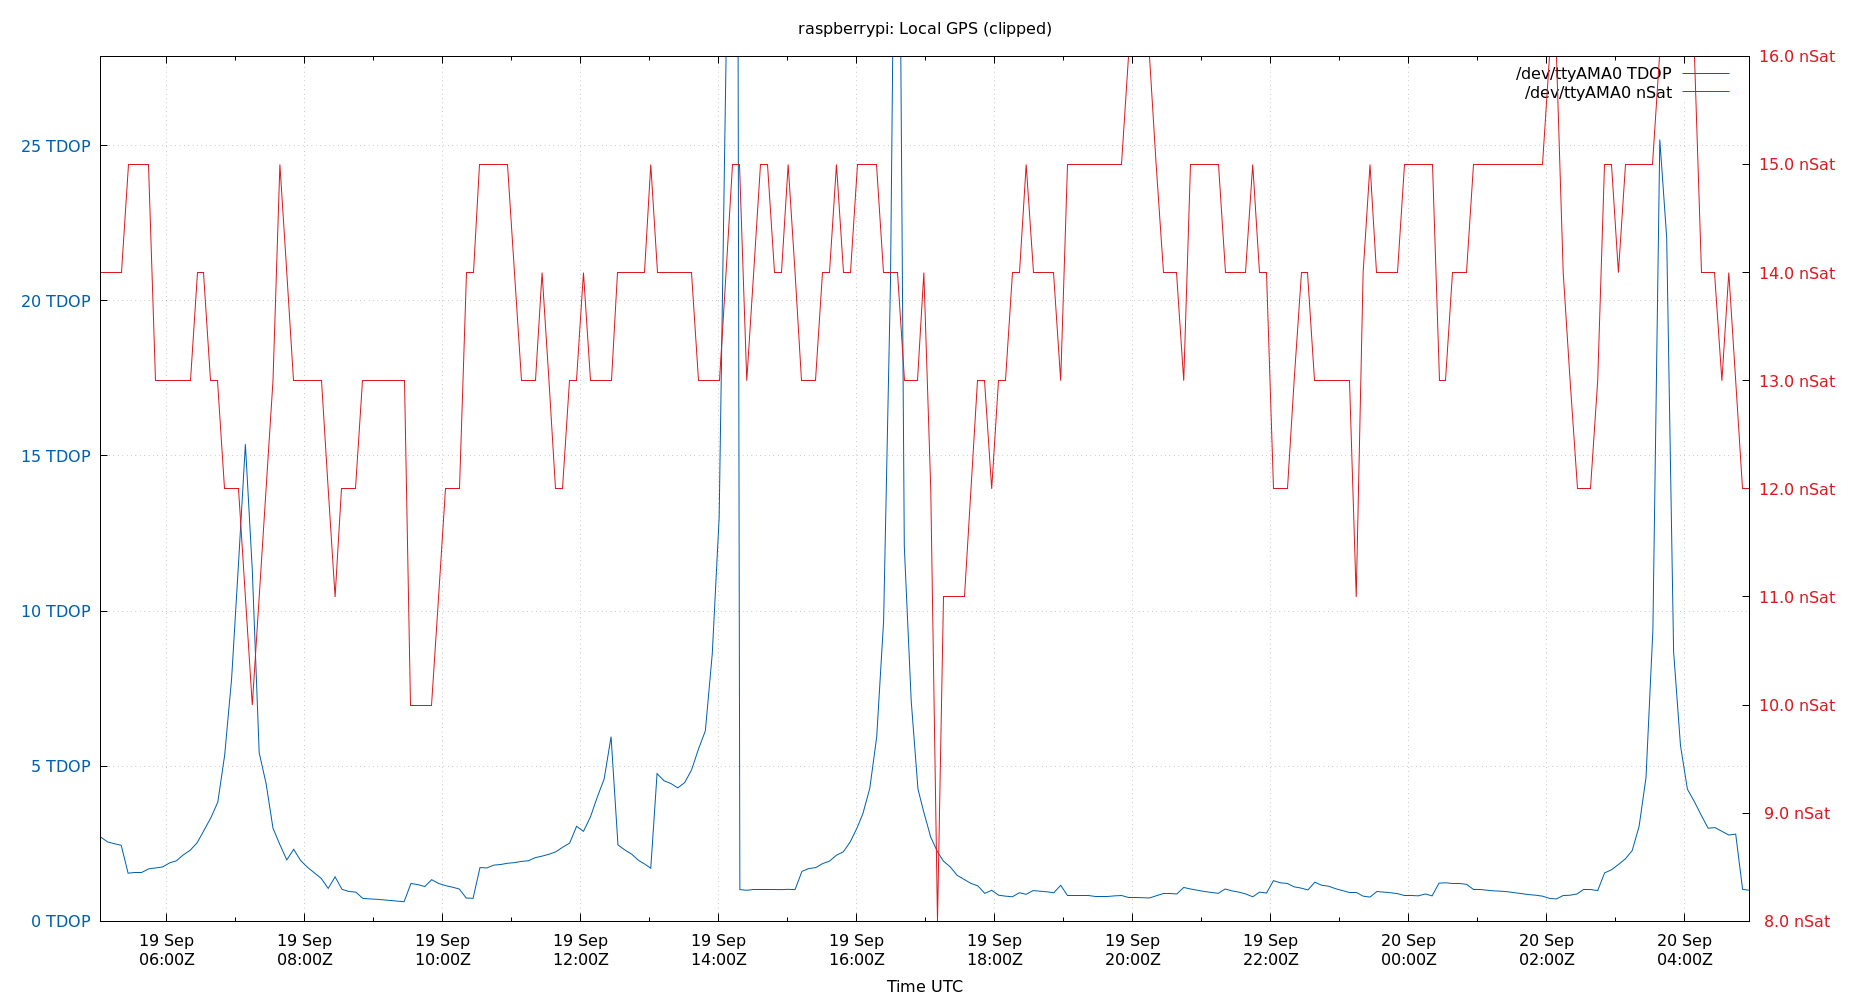 raspberrypi: Local GPS (clipped)
/dev/ttyAMA0 TDOP
/dev/ttyAMA0 nSat
25 TDOP
20 TDOP
15 TDOP
10 TDOP
5 TDOP
0 TDOP
16.0 nSat
15.0 nSat
14.0 nSat
13.0 nSat
12.0 nSat
11.0 nSat
10.0 nSat
9.0 nSat
8.0 nSat
19 Sep 19 Sep 19 Sep 19 Sep 19 Sep 19 Sep 19 Sep 19 Sep 19 Sep 20 Sep 20 Sep 20 Sep
06:00Z 08:00Z 10:00Z 12:00Z 14:00Z 16:00Z 18:00Z 20:00Z 22:00Z 00:00Z 02:00Z 04:00Z
Time UTC